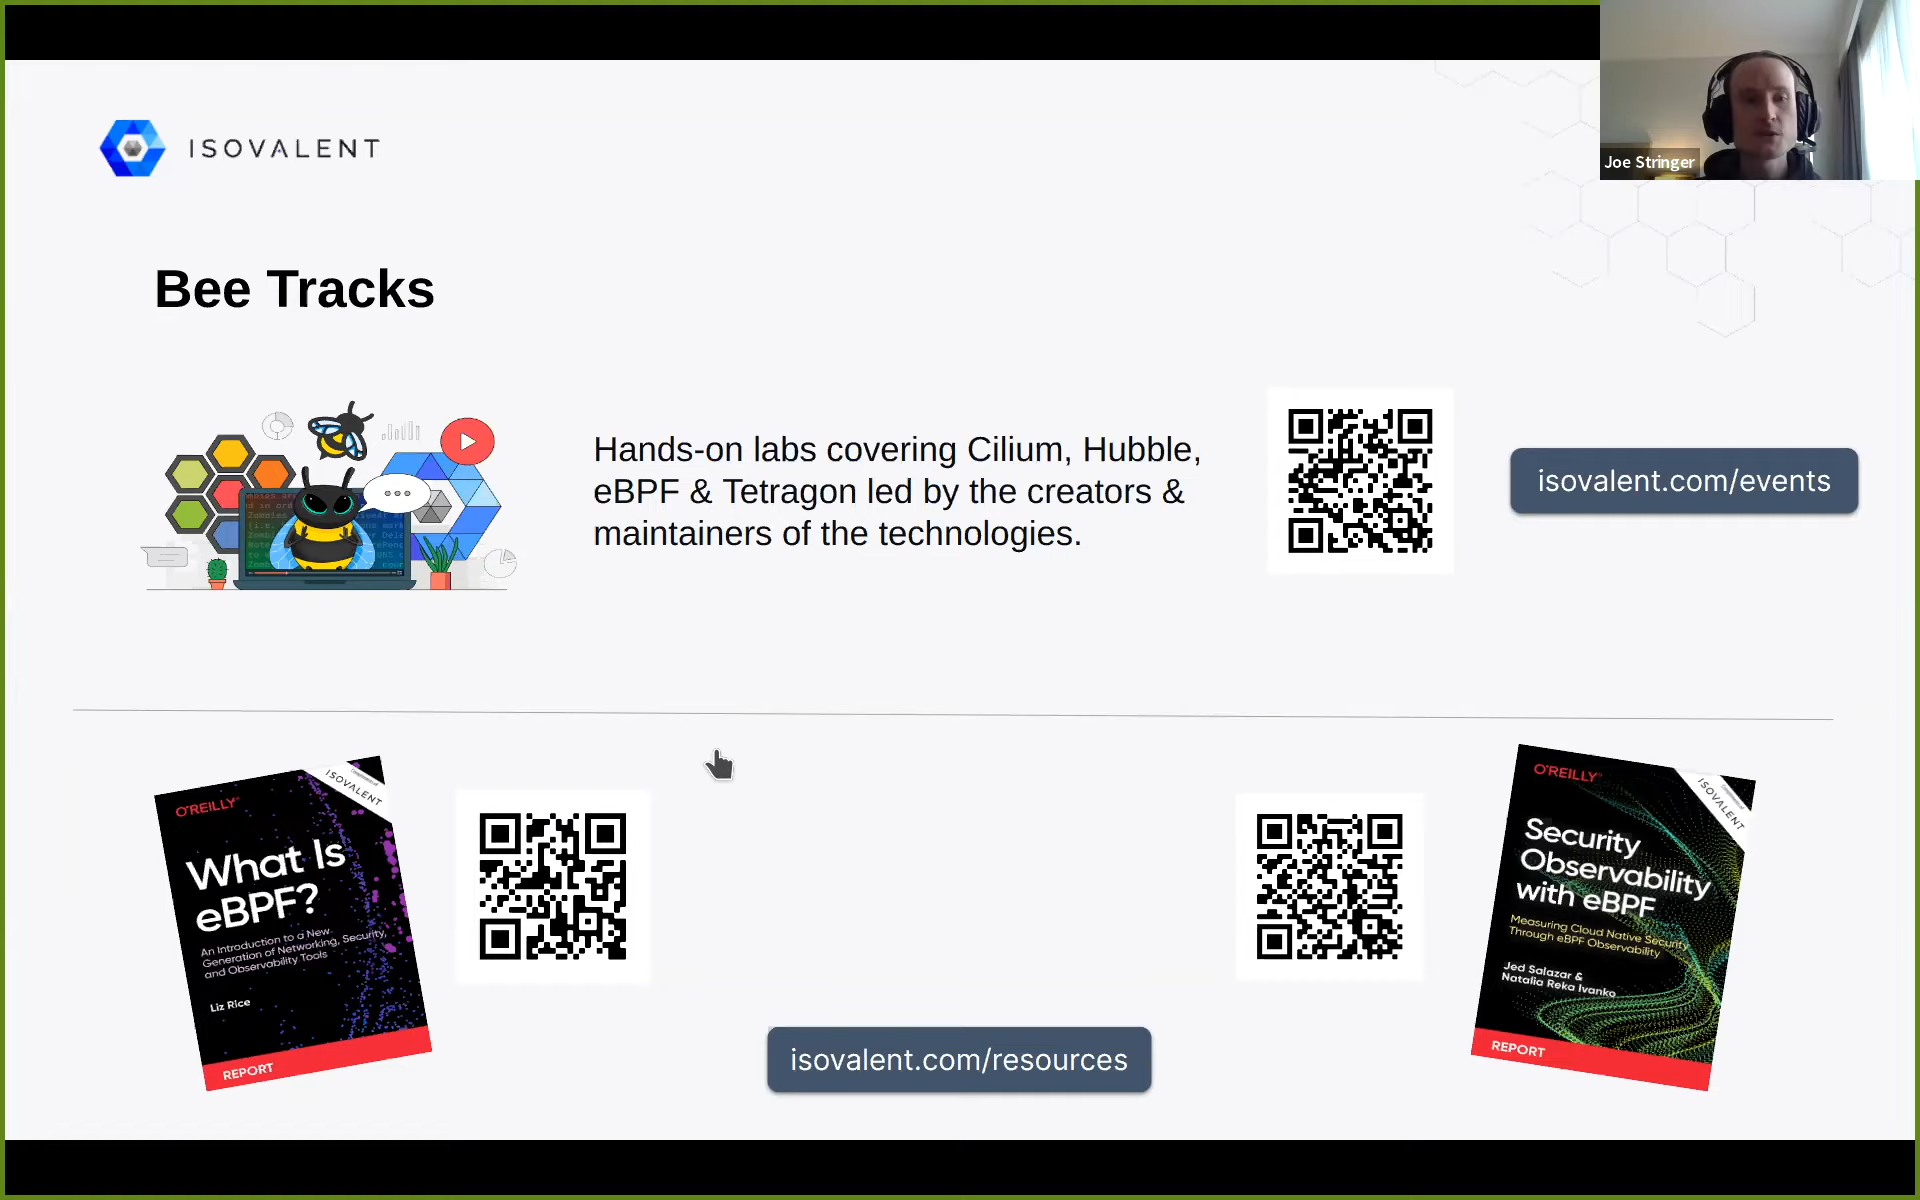 Joe Stringer
ISOVALENT
Bee Tracks
Hands-on labs covering Cilium, Hubble,
eBPF & Tetragon led by the creators &
maintainers of the technologies.
isovalent.com/events
O'REILLY
ISOVALENT
What Is
eBPF?
An Introduction to a New
Generation of Networking, Security,
and Observability Tools
Liz Rice
REPORT
isovalent.com/resources
O'REILLY
ISOVALENT
Security
Observability
with eBPF
Measuring Cloud Native Security
Through eBPF Observability
Jed Salazar &
Natalia Reka Ivanko
REPORT